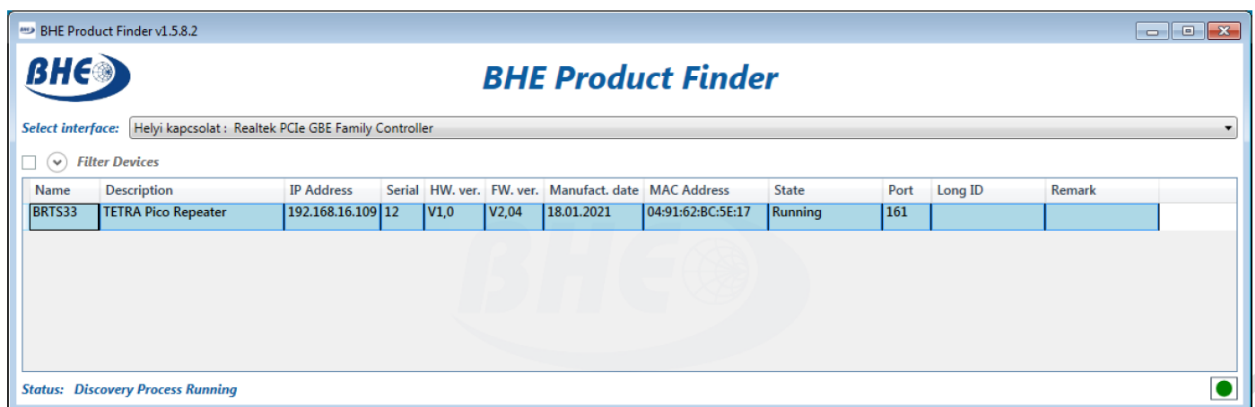 BHE Product Finder v1.5.8.2
BHE
BHE Product Finder
Select interface: Helyi kapcsolat : Realtek PCIe GBE Family Controller
Filter Devices
Name Description IP Address Serial HW. ver. FW. ver. Manufact. date MAC Address State Port Long ID Remark
BRTS33 TETRA Pico Repeater 192.168.16.109 12 V1,0 V2,04 18.01.2021 04:91:62:BC:5E:17 Running 161
BHE
Status: Discovery Process Running